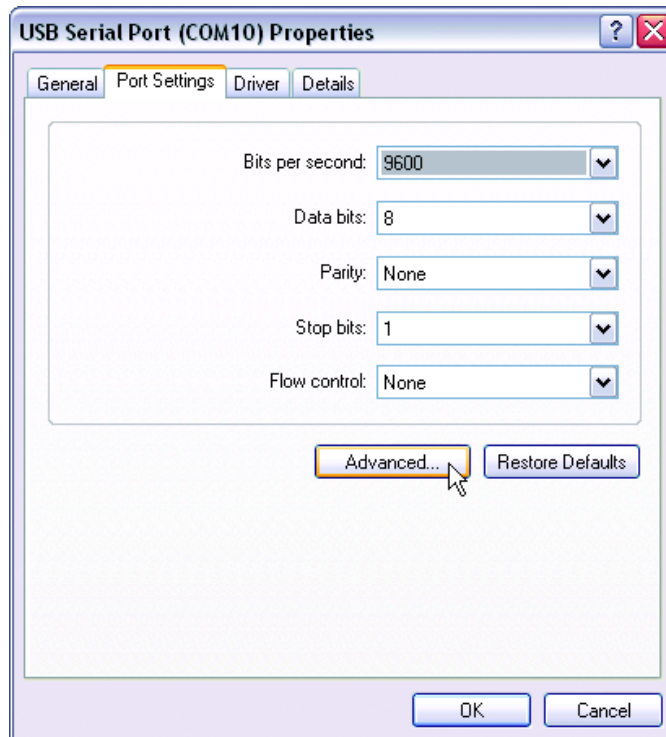 USB Serial Port (COM10) Properties
General Port Settings Driver Details
Bits per second: 9600
Data bits: 8
Parity: None
Stop bits: 1
Flow control: None
Advanced... Restore Defaults
OK Cancel